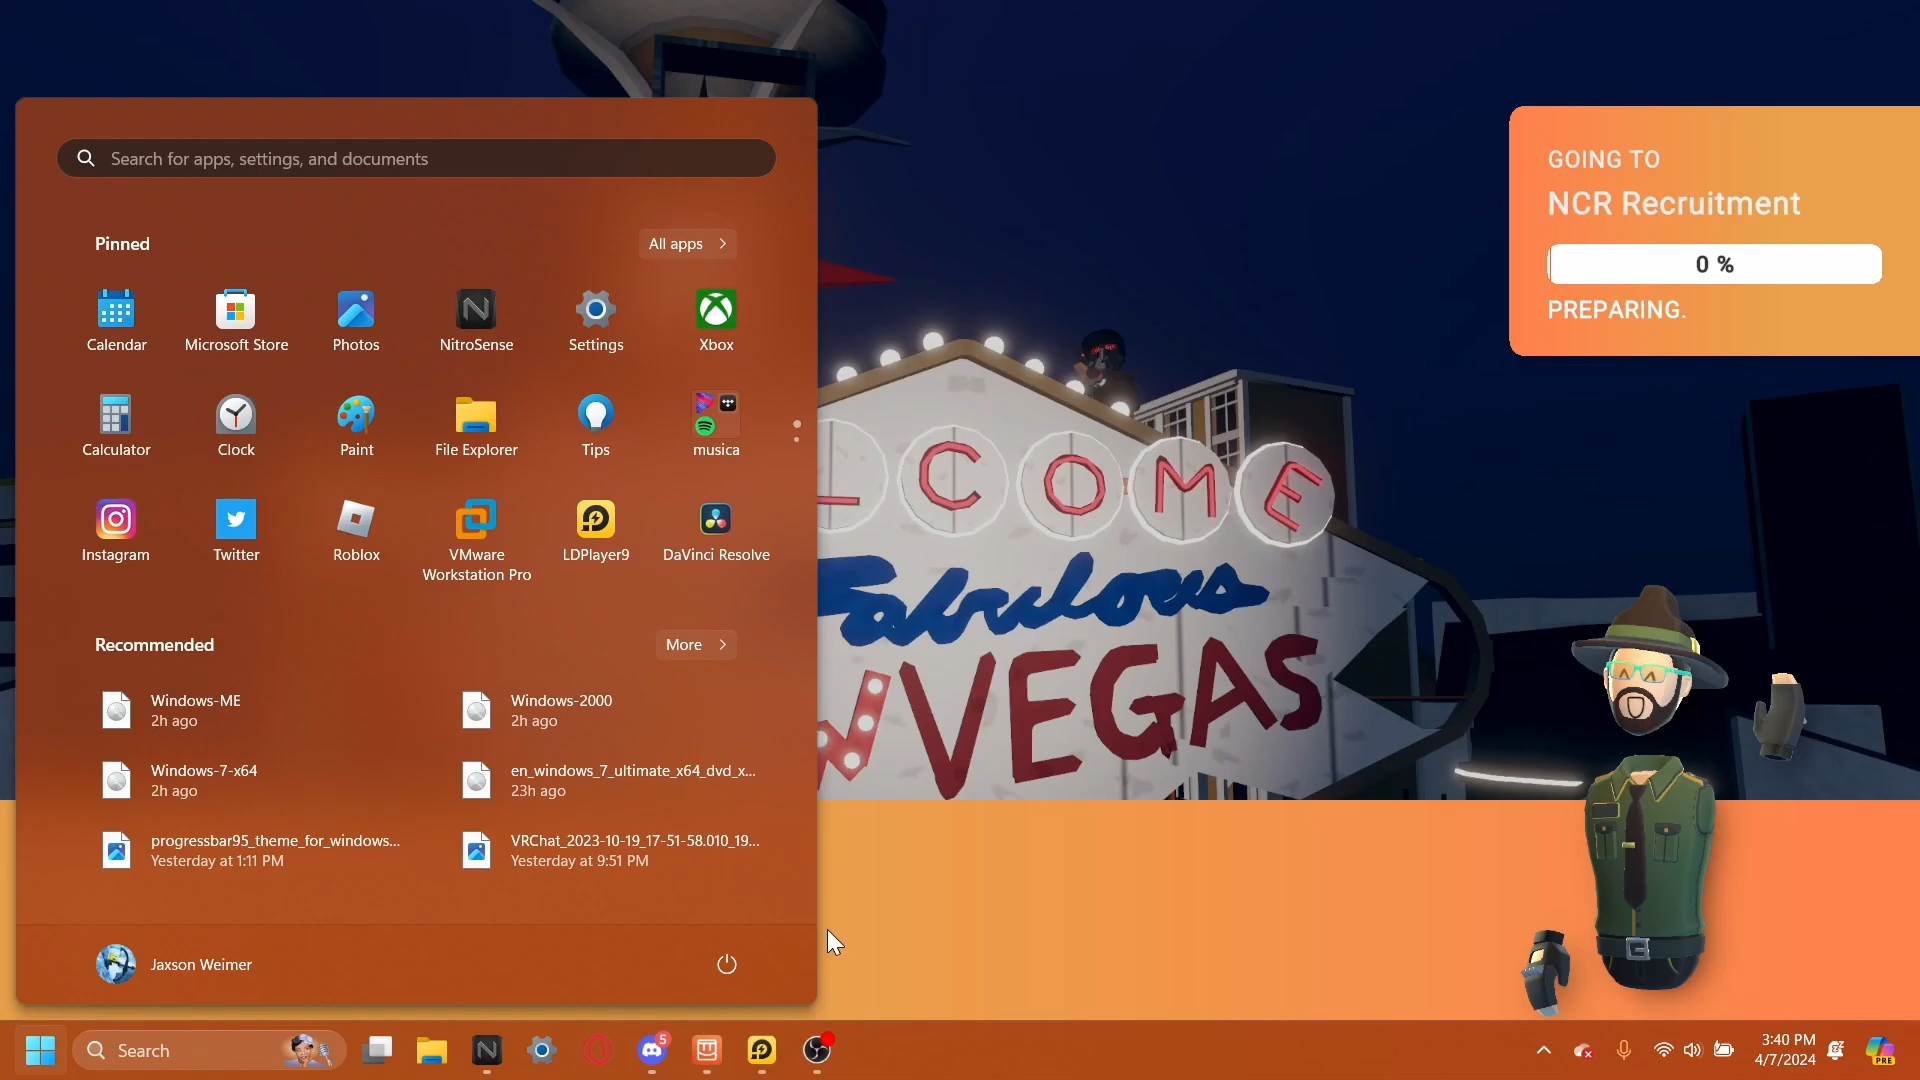 Search for apps, settings, and documents
Pinned
All apps
Calendar
Microsoft Store
Photos
NitroSense
Settings
Xbox
Calculator
Clock
Paint
File Explorer
Tips
musica
Instagram
Twitter
Roblox
VMware
Workstation Pro
LDPlayer9
DaVinci Resolve
Recommended
More
Windows-ME
2h ago
Windows-2000
2h ago
Windows-7-x64
2h ago
en_windows_7_ultimate_x64_dvd_x...
23h ago
progressbar95_theme_for_windows...
Yesterday at 1:11 PM
VRChat_2023-10-19_17-51-58.010_19...
Yesterday at 9:51 PM
Jaxson Weimer
LCOME
Fabulous
W VEGAS
GOING TO
NCR Recruitment
0 %
PREPARING.
Search
5
3:40 PM
4/7/2024
PRE